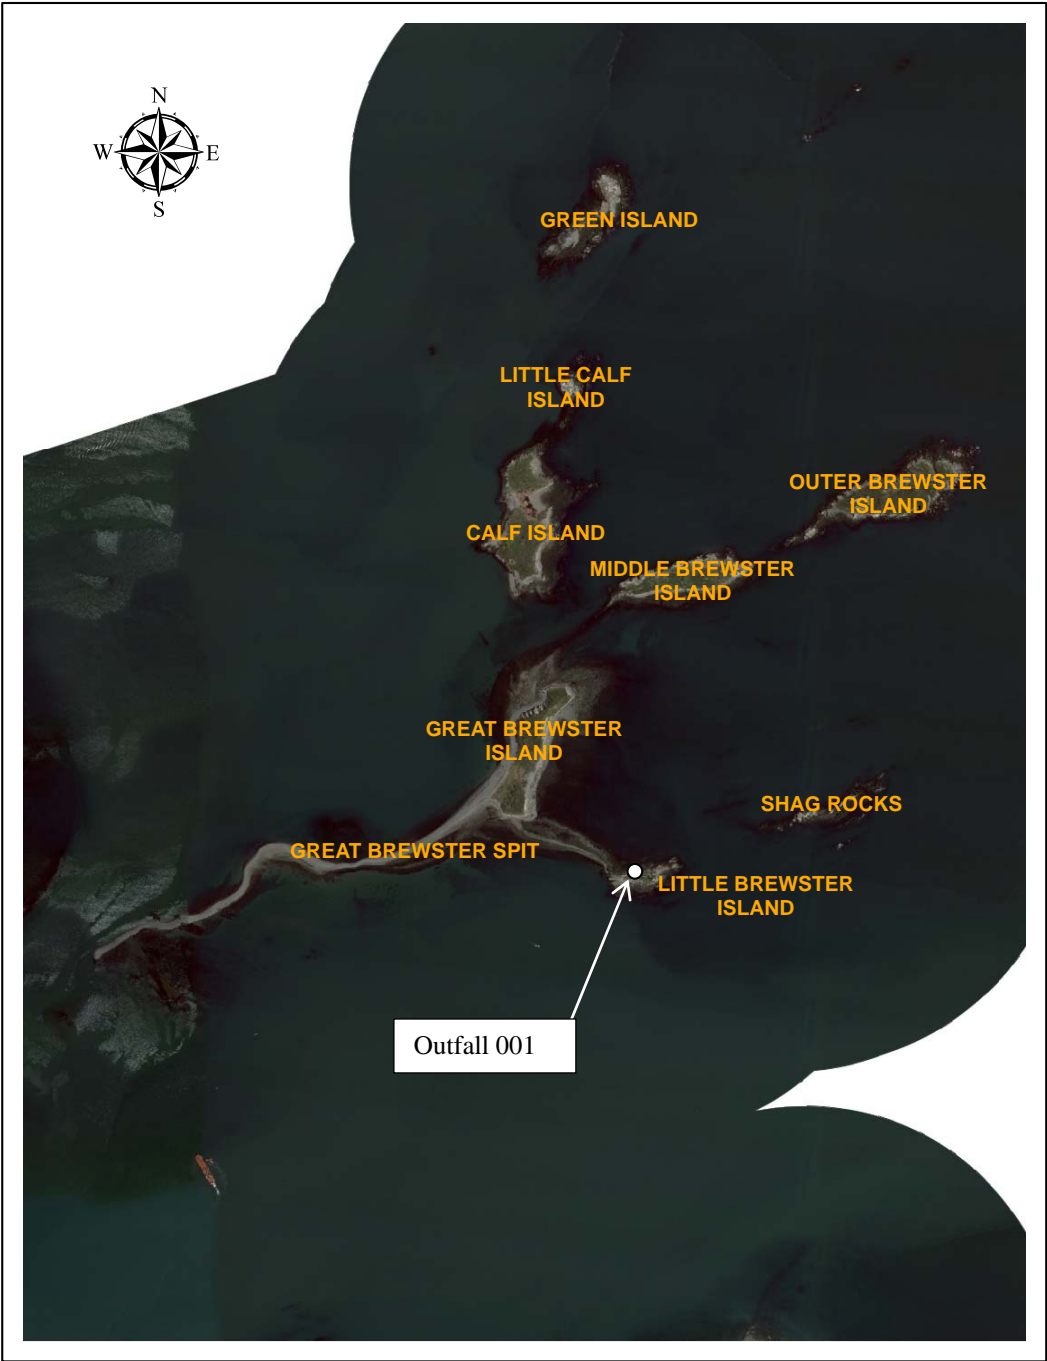 N
W E
S
GREEN ISLAND
LITTLE CALF
ISLAND
OUTER BREWSTER
ISLAND
CALF ISLAND
MIDDLE BREWSTER
ISLAND
GREAT BREWSTER
ISLAND
SHAG ROCKS
GREAT BREWSTER SPIT
LITTLE BREWSTER
ISLAND
Outfall 001